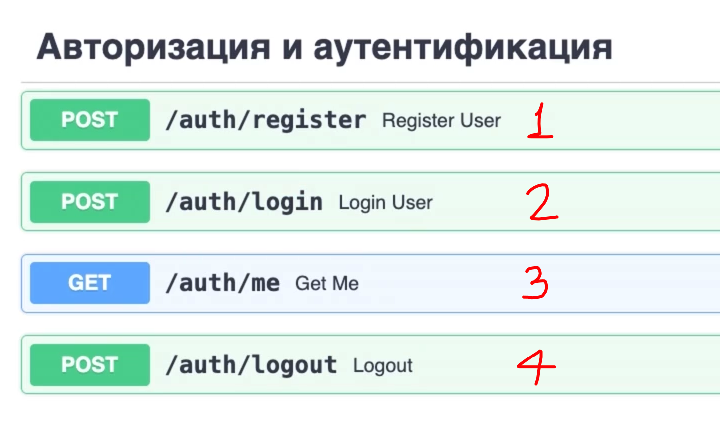 Авторизация и аутентификация
POST /auth/register Register User 1
POST /auth/login Login User 2
GET /auth/me Get Me 3
POST /auth/logout Logout 4